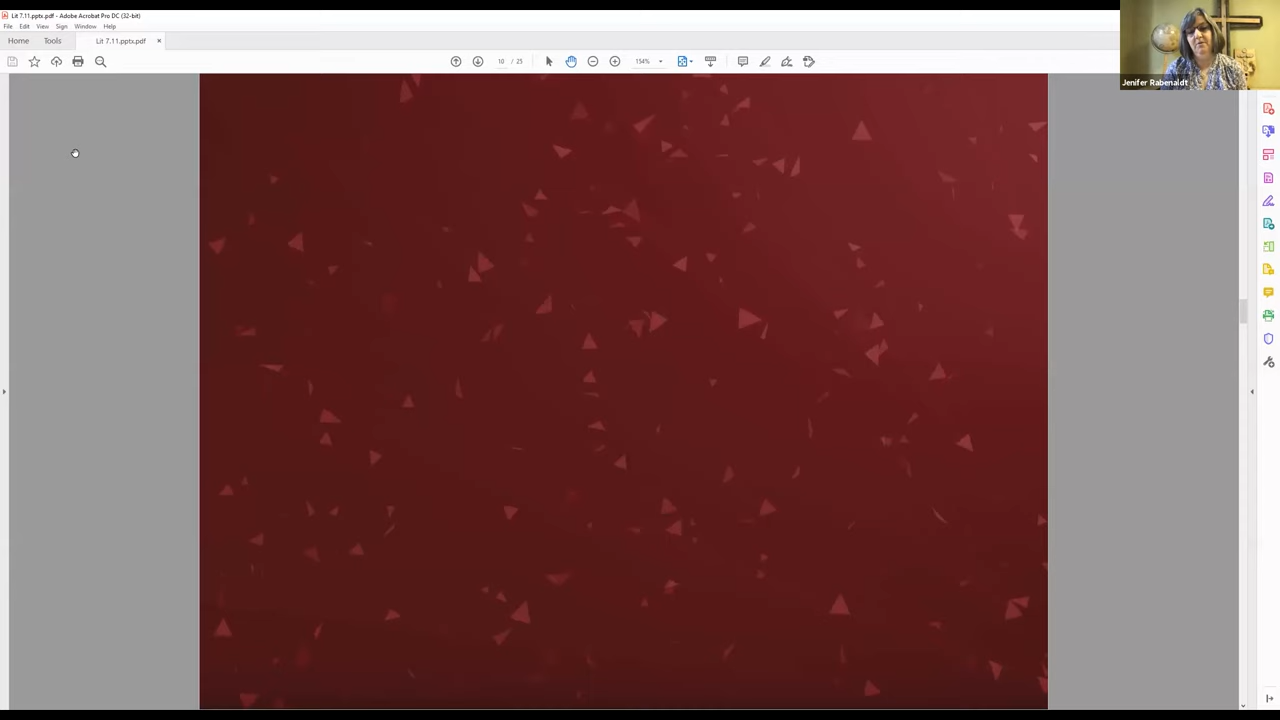 Lit 7.11.pptx.pdf - Adobe Acrobat Pro DC (32-bit)
File Edit View Sign Window Help
Home Tools Lit 7.11.pptx.pdf ×
10 / 25 154%
Jenifer Rabenaldt